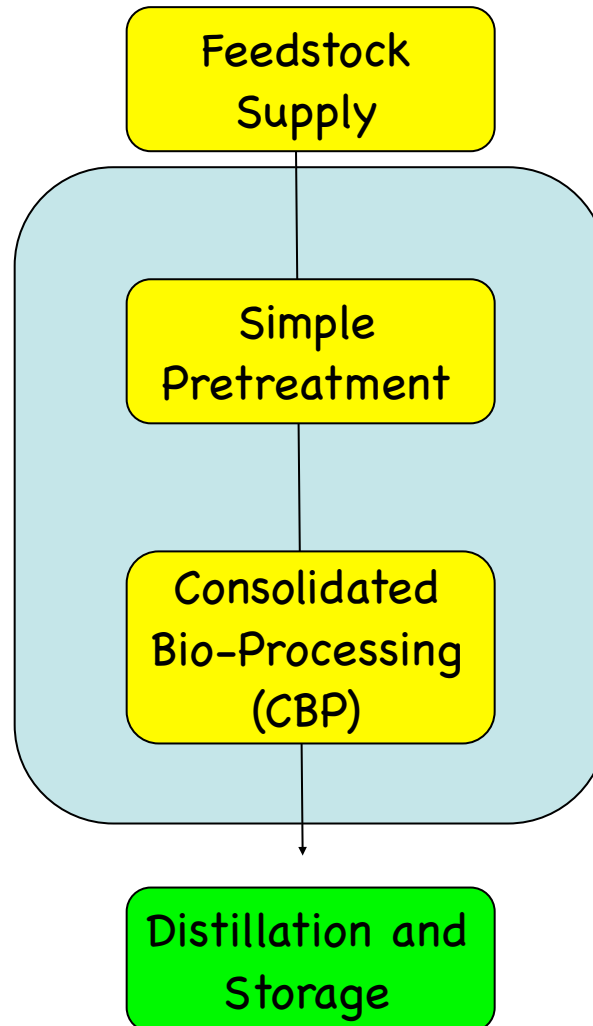 Feedstock
Supply
Simple
Pretreatment
Consolidated
Bio-Processing
(CBP)
Distillation and
Storage